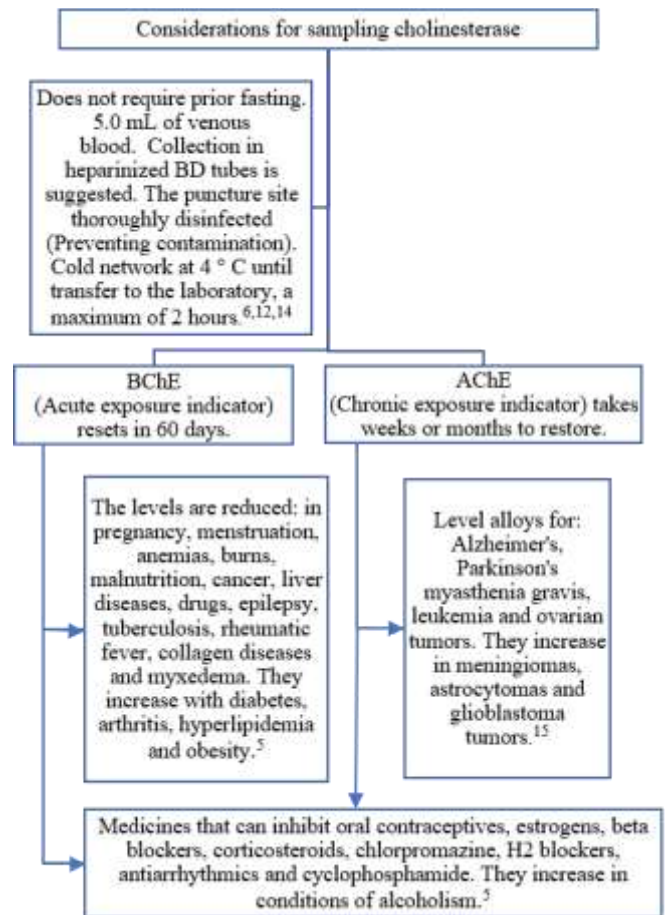 Considerations for sampling cholinesterase
Does not require prior fasting.
5.0 mL of venous
blood. Collection in
heparinized BD tubes is
suggested. The puncture site
thoroughly disinfected
(Preventing contamination).
Cold network at 4 ° C until
transfer to the laboratory, a
maximum of 2 hours.6,12,14
BChE
(Acute exposure indicator)
resets in 60 days.
AChE
(Chronic exposure indicator) takes
weeks or months to restore.
The levels are reduced: in
pregnancy, menstruation,
anemias, burns,
malnutrition, cancer, liver
diseases, drugs, epilepsy,
tuberculosis, rheumatic
fever, collagen diseases
and myxedema. They
increase with diabetes,
arthritis, hyperlipidemia
and obesity.5
Level alloys for:
Alzheimer's,
Parkinson's
myasthenia gravis,
leukemia and ovarian
tumors. They increase
in meningiomas,
astrocytomas and
glioblastoma
tumors.15
Medicines that can inhibit oral contraceptives, estrogens, beta
blockers, corticosteroids, chlorpromazine, H2 blockers,
antiarrhythmics and cyclophosphamide. They increase in
conditions of alcoholism.5